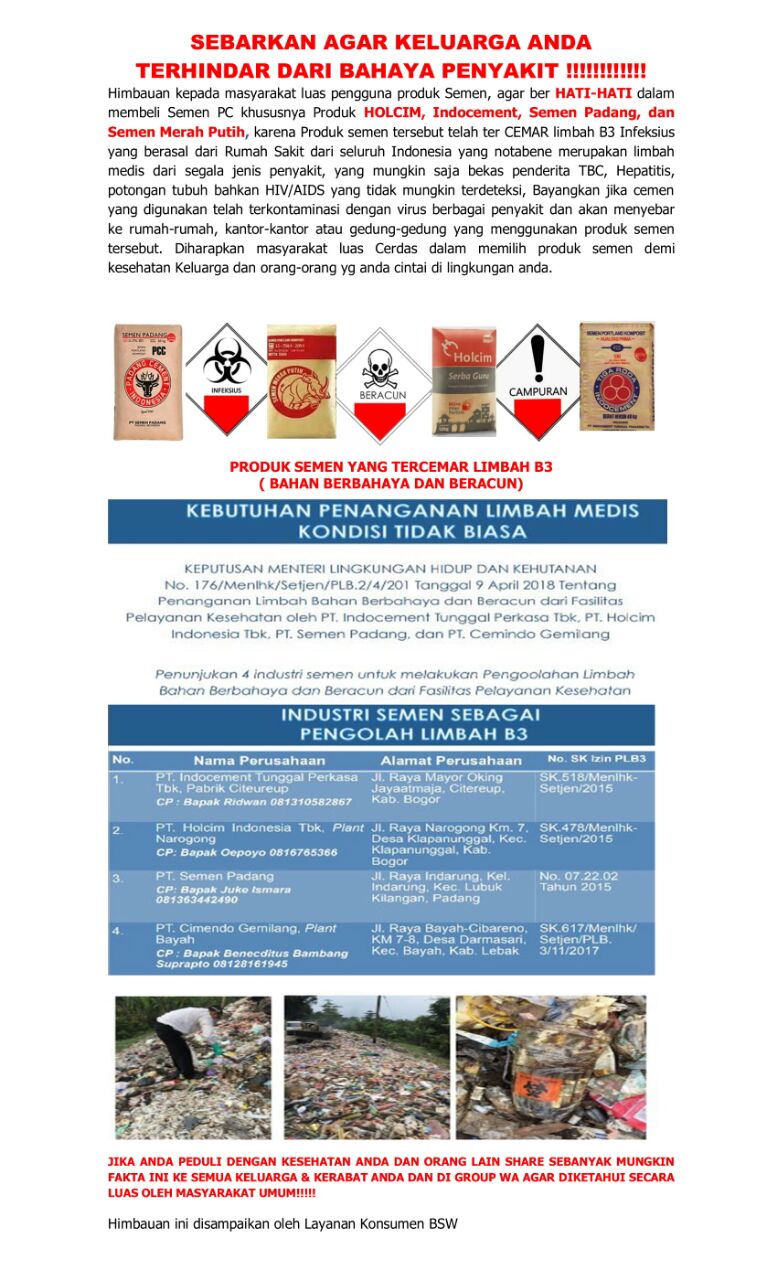 SEBARKAN AGAR KELUARGA ANDA
TERHINDAR DARI BAHAYA PENYAKIT !!!!!!!!!!!!
Himbauan kepada masyarakat luas pengguna produk Semen, agar ber HATI-HATI dalam
membeli Semen PC khususnya Produk HOLCIM, Indocement, Semen Padang, dan
Semen Merah Putih, karena Produk semen tersebut telah ter CEMAR limbah B3 Infeksius
yang berasal dari Rumah Sakit dari seluruh Indonesia yang notabene merupakan limbah
medis dari segala jenis penyakit, yang mungkin saja bekas penderita TBC, Hepatitis,
potongan tubuh bahkan HIV/AIDS yang tidak mungkin terdeteksi, Bayangkan jika cemen
yang digunakan telah terkontaminasi dengan virus berbagai penyakit dan akan menyebar
ke rumah-rumah, kantor-kantor atau gedung-gedung yang menggunakan produk semen
tersebut. Diharapkan masyarakat luas Cerdas dalam memilih produk semen demi
kesehatan Keluarga dan orang-orang yg anda cintai di lingkungan anda.
SEMEN PADANG
PCC
PADANG CEMENT
INDONESIA
PT SEMEN PADANG
INFEKSIUS
SEMEN MERAH PUTIH
BERACUN
Holcim
Serba Guna
CAMPURAN
SEMEN PORTLAND KOMPOSIT
TIGA RODA
INDOCEMENT
PRODUK SEMEN YANG TERCEMAR LIMBAH B3
( BAHAN BERBAHAYA DAN BERACUN)
KEBUTUHAN PENANGANAN LIMBAH MEDIS
KONDISI TIDAK BIASA
KEPUTUSAN MENTERI LINGKUNGAN HIDUP DAN KEHUTANAN
No. 176/Menlhk/Setjen/PLB.2/4/201 Tanggal 9 April 2018 Tentang
Penanganan Limbah Bahan Berbahaya dan Beracun dari Fasilitas
Pelayanan Kesehatan oleh PT. Indocement Tunggal Perkasa Tbk, PT. Holcim
Indonesia Tbk, PT. Semen Padang, dan PT. Cemindo Gemilang
Penunjukan 4 industri semen untuk melakukan Pengoolahan Limbah
Bahan Berbahaya dan Beracun dari Fasilitas Pelayanan Kesehatan
INDUSTRI SEMEN SEBAGAI
PENGOLAH LIMBAH B3
No. Nama Perusahaan Alamat Perusahaan No. SK Izin PLB3
1. PT. Indocement Tunggal Perkasa Jl. Raya Mayor Oking SK.518/Menlhk-
Tbk, Pabrik Citeureup Jayaatmaja, Citereup, Setjen/2015
CP : Bapak Ridwan 081310582867 Kab. Bogor
2. PT. Holcim Indonesia Tbk, Plant Jl. Raya Narogong Km. 7, SK.478/Menlhk-
Narogong Desa Klapanunggal, Kec. Setjen/2015
CP: Bapak Oepoyo 0816765366 Klapanunggal, Kab.
Bogor
3. PT. Semen Padang Jl. Raya Indarung, Kel. No. 07.22.02
CP: Bapak Juke Ismara Indarung, Kec. Lubuk Tahun 2015
081363442490 Kilangan, Padang
4. PT. Cimendo Gemilang, Plant Jl. Raya Bayah-Cibareno, SK.617/Menlhk/
Bayah KM 7-8, Desa Darmasari, Setjen/PLB.
CP : Bapak Benecditus Bambang Kec. Bayah, Kab. Lebak 3/11/2017
Suprapto 08128161945
JIKA ANDA PEDULI DENGAN KESEHATAN ANDA DAN ORANG LAIN SHARE SEBANYAK MUNGKIN
FAKTA INI KE SEMUA KELUARGA & KERABAT ANDA DAN DI GROUP WA AGAR DIKETAHUI SECARA
LUAS OLEH MASYARAKAT UMUM!!!!!
Himbauan ini disampaikan oleh Layanan Konsumen BSW